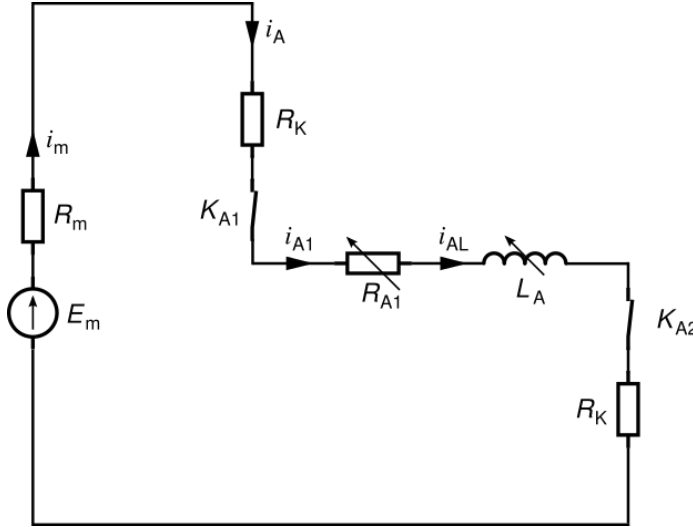 i_A
R_K
i_m
K_A1
R_m
i_A1
i_AL
R_A1
L_A
E_m
K_A2
R_K